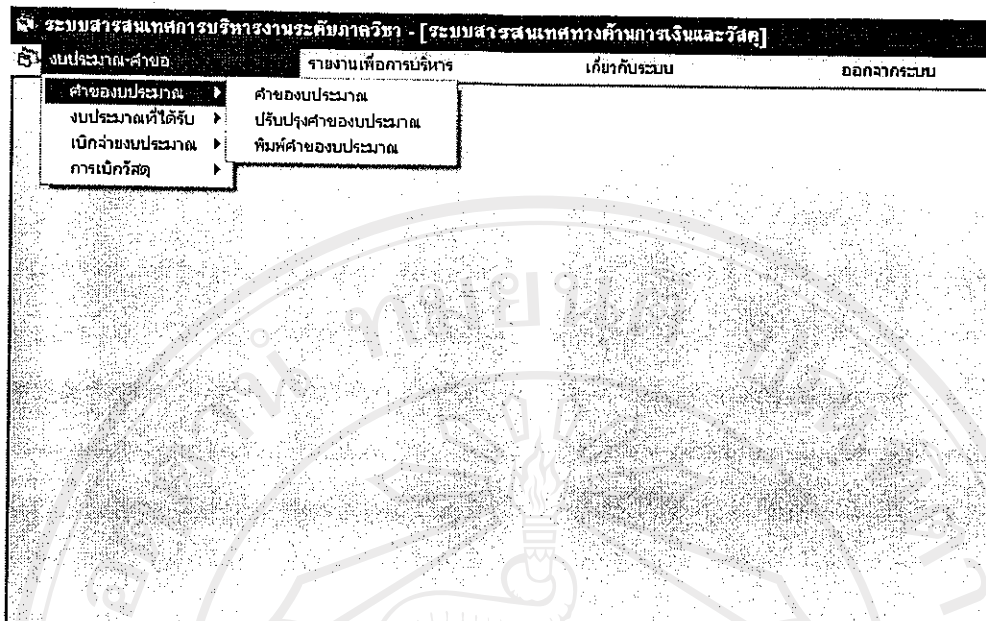 ระบบสารสนเทศการบริหารงานระดับภาควิชา - [ระบบสารสนเทศทางด้านการเงินและวัสดุ]
งบประมาณ-คำขอ รายงานเพื่อการบริหาร เกี่ยวกับระบบ ออกจากระบบ
คำของบประมาณ
งบประมาณที่ได้รับ
เบิกจ่ายงบประมาณ
การเบิกวัสดุ
คำของบประมาณ
ปรับปรุงคำของบประมาณ
พิมพ์คำของบประมาณ